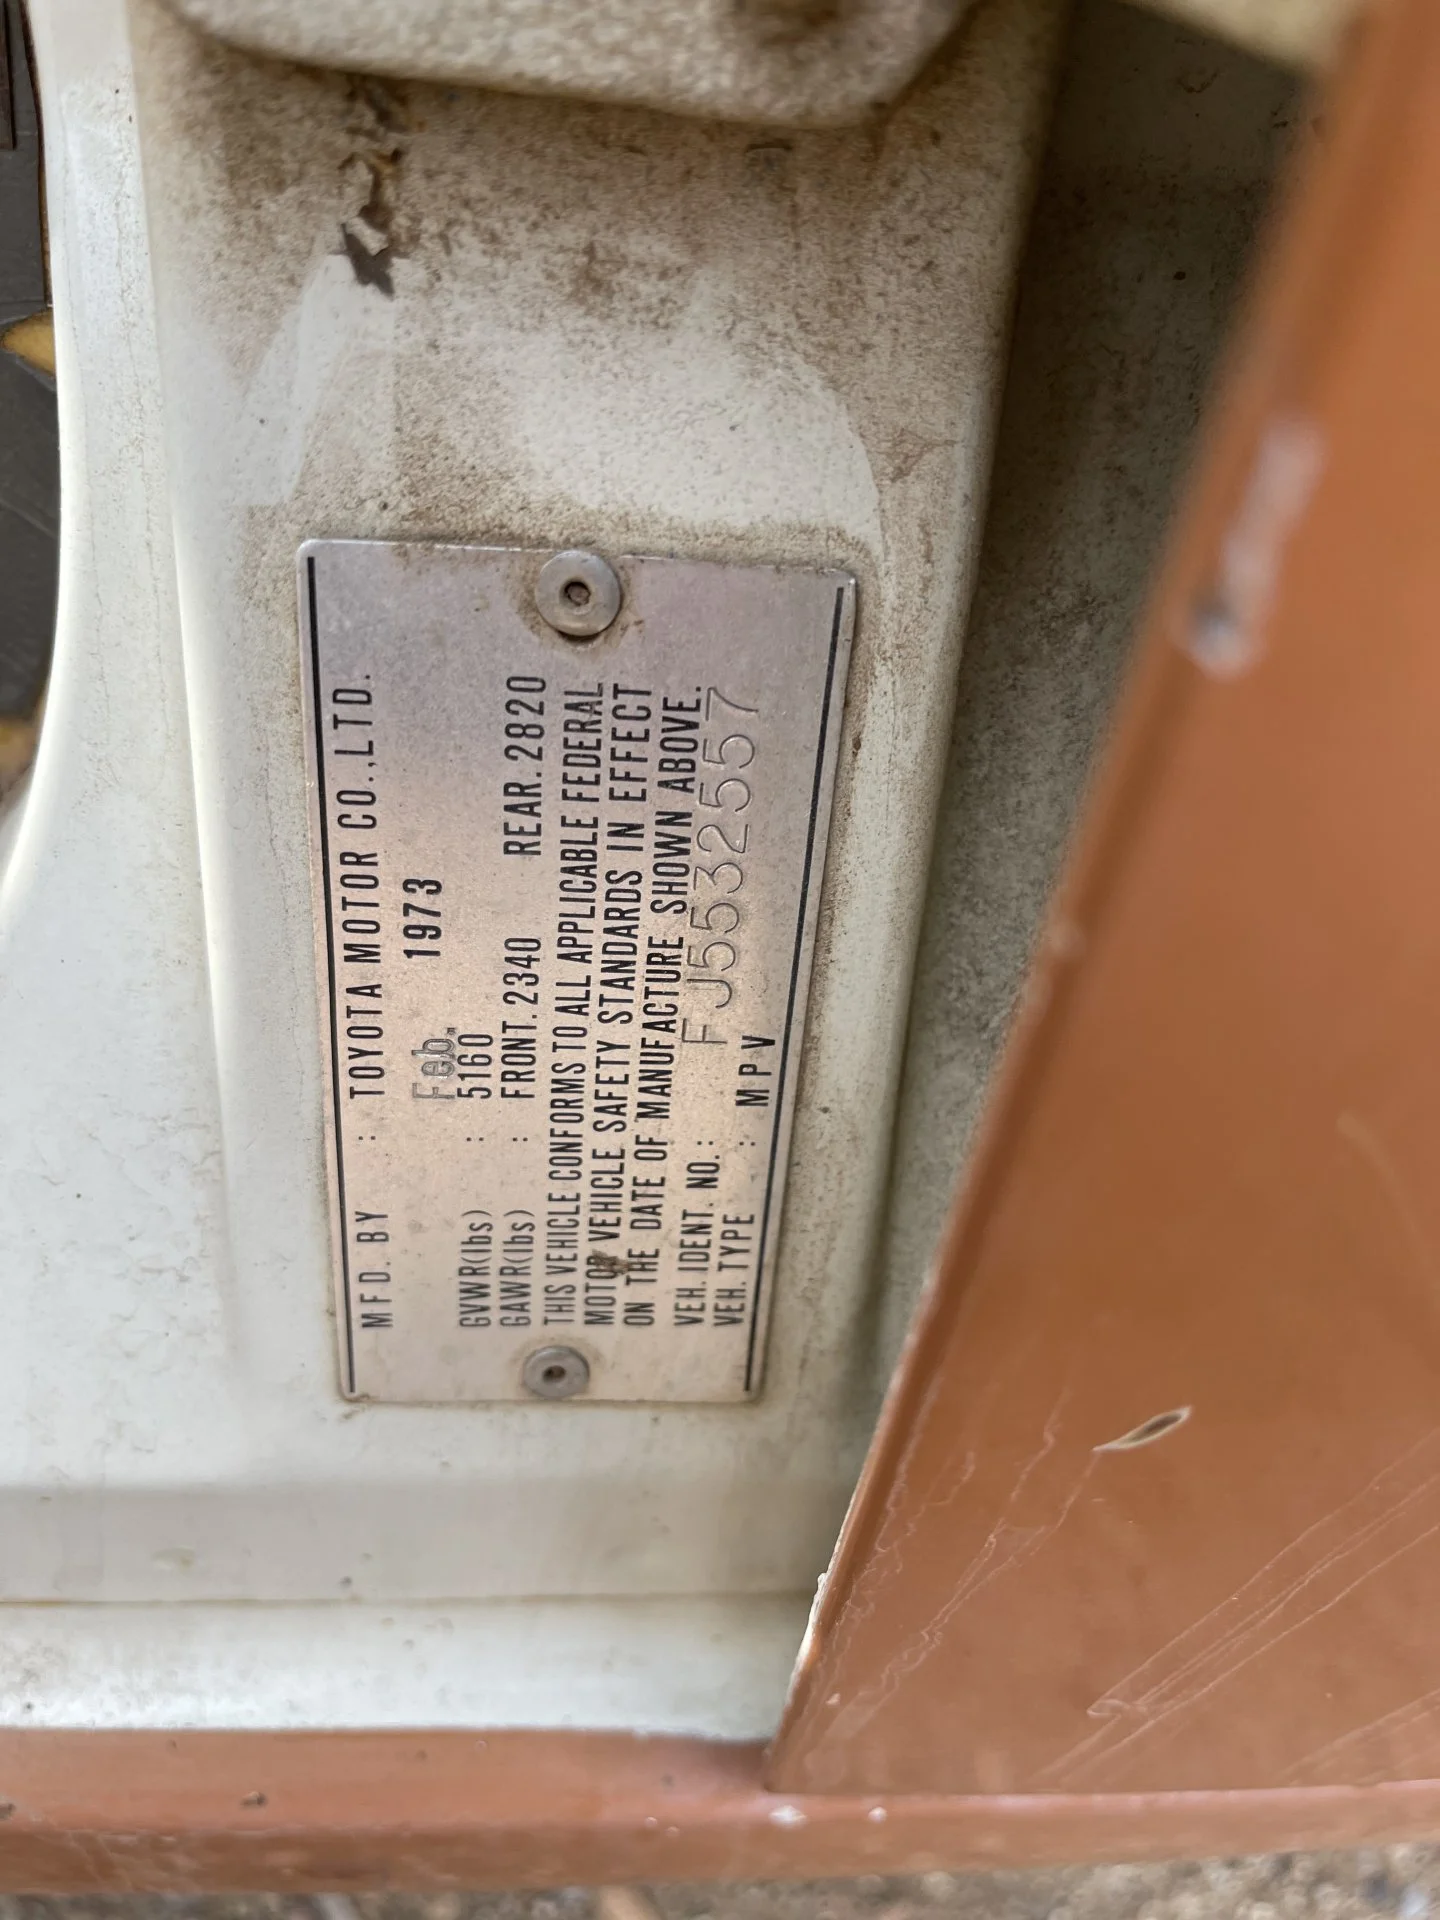 MFD. BY : TOYOTA MOTOR CO.,LTD.
Feb. 1973
GVWR(lbs) : 5160
GAWR(lbs) : FRONT. 2340 REAR. 2820
THIS VEHICLE CONFORMS TO ALL APPLICABLE FEDERAL
MOTOR VEHICLE SAFETY STANDARDS IN EFFECT
ON THE DATE OF MANUFACTURE SHOWN ABOVE.
VEH. IDENT. NO. : FJ5532557
VEH. TYPE : MPV